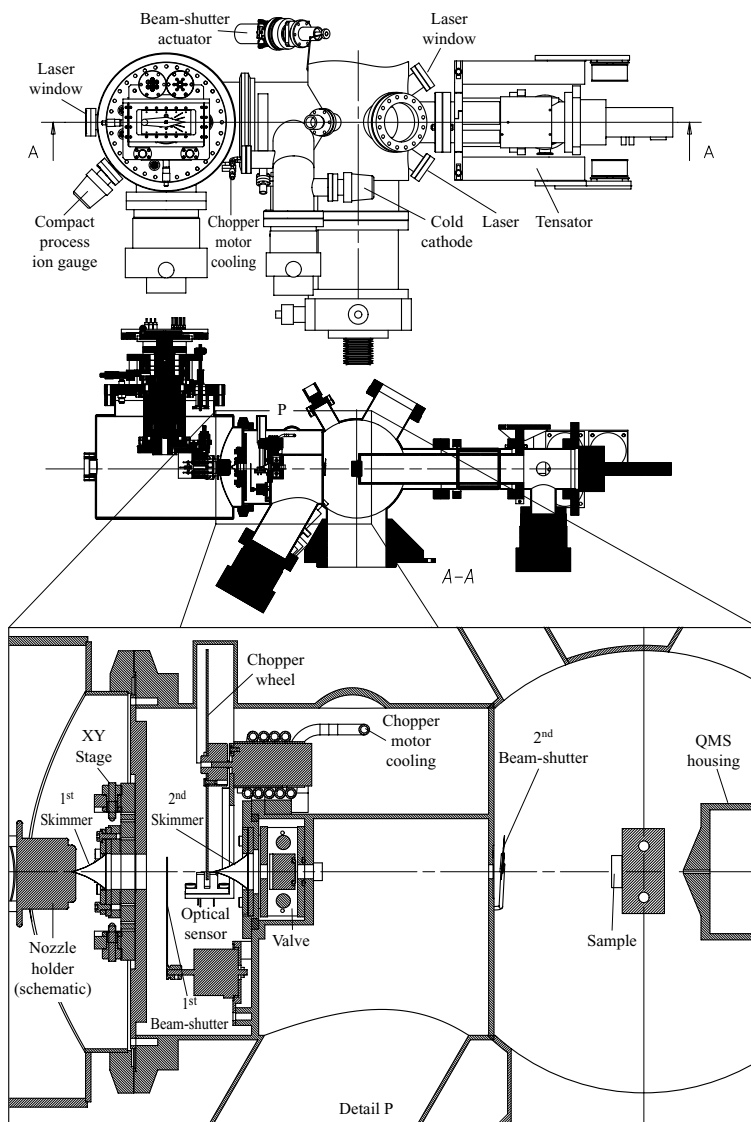 Beam-shutter
actuator
Laser
window
Laser
window
A
A
Compact
process
ion gauge
Chopper
motor
cooling
Cold
cathode
Laser
Tensator
P
A-A
Chopper
wheel
XY
Stage
Chopper
motor
cooling
2nd
Beam-shutter
QMS
housing
1st
Skimmer
2nd
Skimmer
Optical
sensor
Valve
Sample
Nozzle
holder
(schematic)
1st
Beam-shutter
Detail P